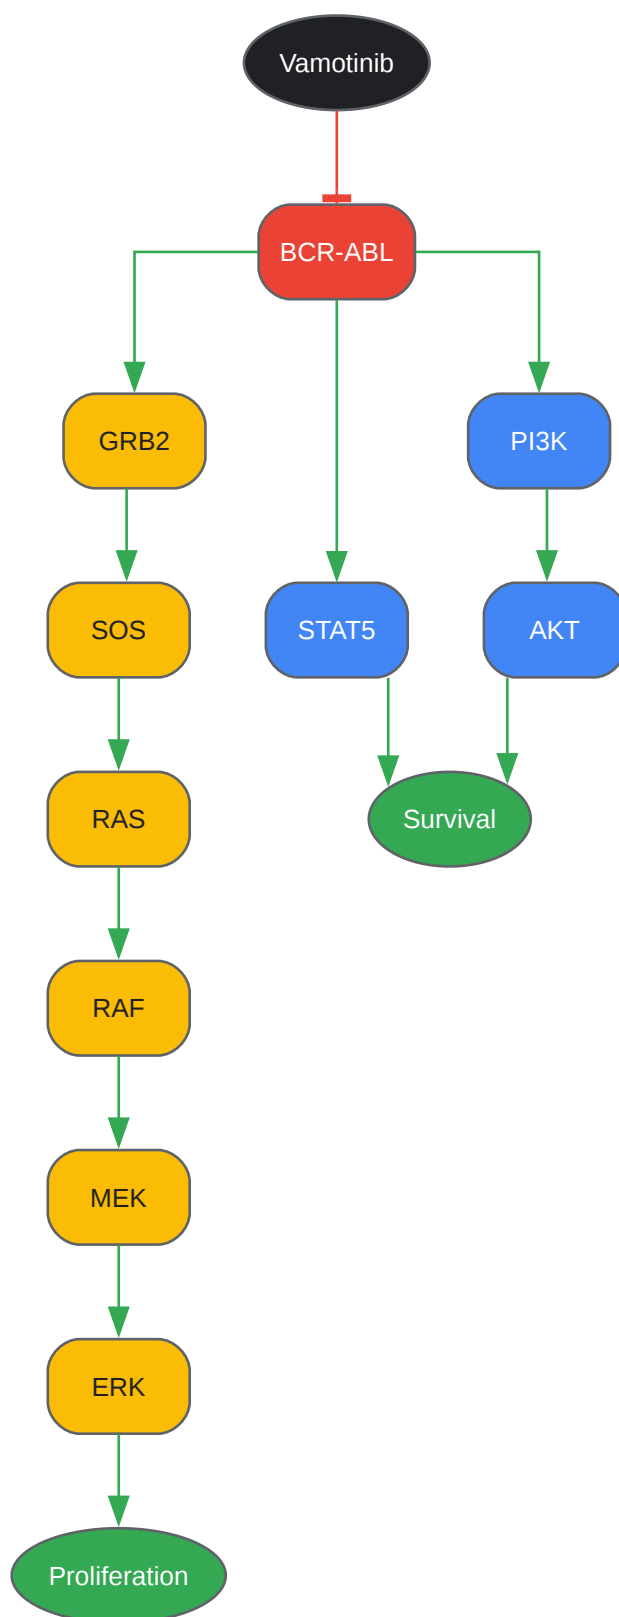 Vamotinib
BCR-ABL
GRB2
PI3K
SOS
STAT5
AKT
RAS
Survival
RAF
MEK
ERK
Proliferation